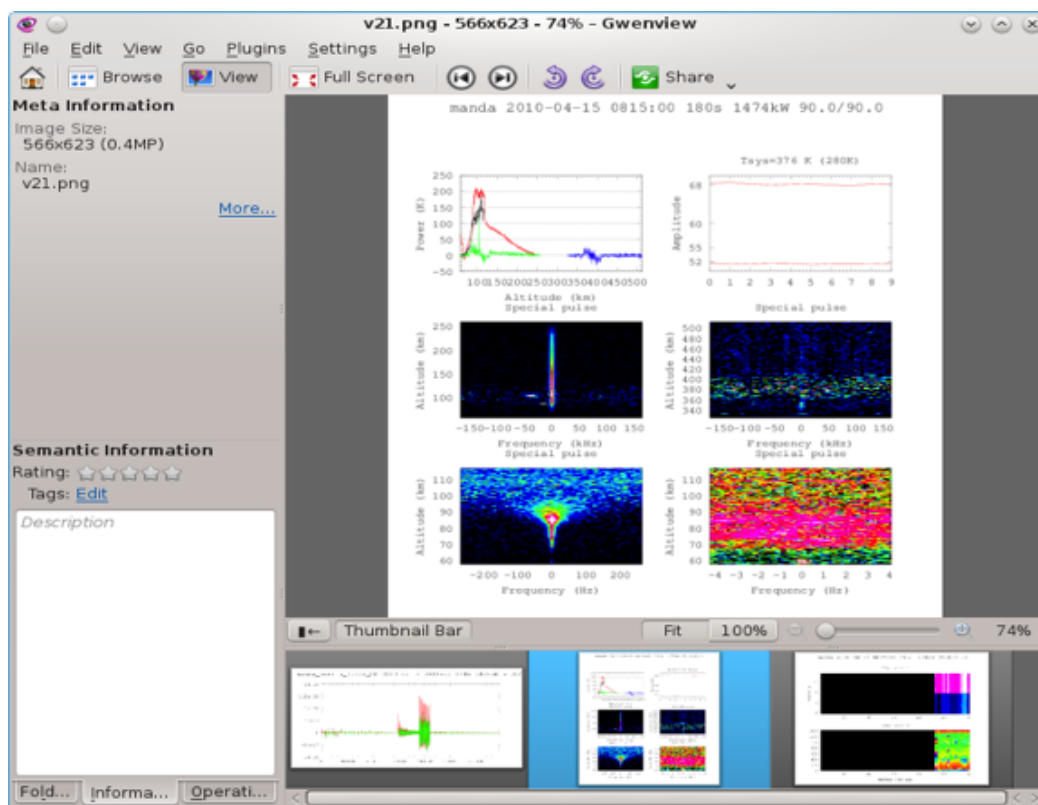 v21.png - 566x623 - 74% – Gwenview
File Edit View Go Plugins Settings Help
Browse View Full Screen Share
Meta Information
Image Size:
566x623 (0.4MP)
Name:
v21.png
More...
Semantic Information
Rating:
Tags: Edit
Description
Fold... Informa... Operati...
manda 2010-04-15 0815:00 180s 1474kW 90.0/90.0
Power (K)
250
200
150
100
50
0
-50
100150200250300350400450500
Altitude (km)
Special pulse
Tsys=376 K (280K)
Amplitude
68
60
55
52
0 1 2 3 4 5 6 7 8 9
Special pulse
Altitude (km)
250
200
150
100
-150-100 -50 0 50 100 150
Frequency (kHz)
Special pulse
Altitude (km)
500
480
460
440
420
400
380
360
340
-150-100 -50 0 50 100 150
Frequency (kHz)
Special pulse
Altitude (km)
110
100
90
80
70
60
-200 -100 0 100 200
Frequency (Hz)
Altitude (km)
110
100
90
80
70
60
-4 -3 -2 -1 0 1 2 3 4
Frequency (Hz)
Thumbnail Bar Fit 100% 74%